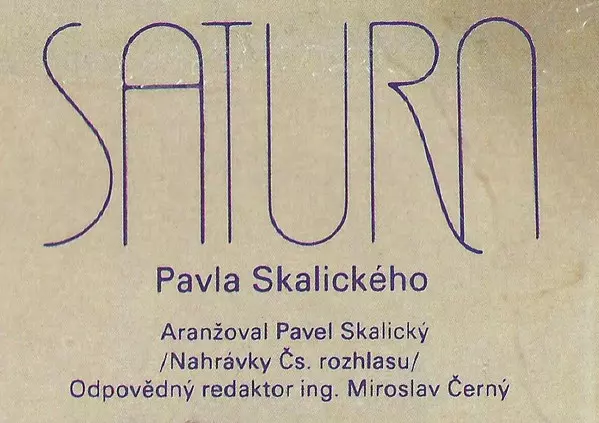 SATURN
Pavla Skalického
Aranžoval Pavel Skalický
/Nahrávky Čs. rozhlasu/
Odpovědný redaktor ing. Miroslav Černý